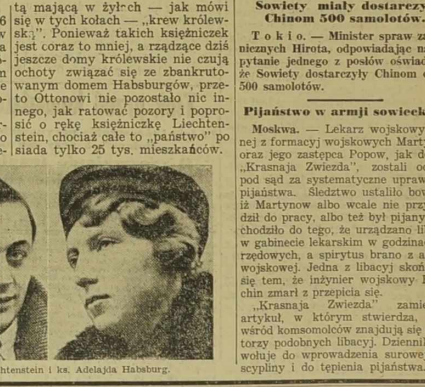 tą mającą w żyłach — jak mówi
się w tych kołach — „krew królew-
ską". Ponieważ takich księżniczek
jest coraz to mniej, a rządzące dziś
jeszcze domy królewskie nie czują
ochoty związać się ze zbankruto-
wanym domem Habsburgów, prze-
to Ottonowi nie pozostało nic in-
nego, jak ratować pozory i popro-
sić o rękę księżniczkę Liechten-
stein, chociaż całe to „państwo" po
siada tylko 25 tys. mieszkańców.
htenstein i ks. Adelajda Habsburg.
Sowiety miały dostarczy
Chinom 500 samolotów.
Tokio. — Minister spraw za
nicznych Hirota, odpowiadając na
pytanie jednego z posłów oświad
że Sowiety dostarczyły Chinom o
500 samolotów.
Pijaństwo w armji sowieck
Moskwa. — Lekarz wojskowy
nej z formacyj wojskowych Marty
oraz jego zastępca Popow, jak do
„Krasnaja Zwiezda", zostali od
pod sąd za systematyczne upraw
pijaństwa. Śledztwo ustaliło bow
iż Martynow albo wcale nie przy
dził do pracy, albo też był pijany
chodziło do tego, że urządzano li
w gabinecie lekarskim w godzina
rzędowych, a spirytus brano z a
wojskowej. Jedna z libacyj skoń
się tem, że inżynier wojskowy
chin zmarł z przepicia się.
„Krasnaja Zwiezda" zamie
artykuł, w którym stwierdza,
wśród komsomolców znajdują się
torzy podobnych libacyj. Dziennik
wołuje do wprowadzenia surowej
scypliny i do tępienia pijaństwa.